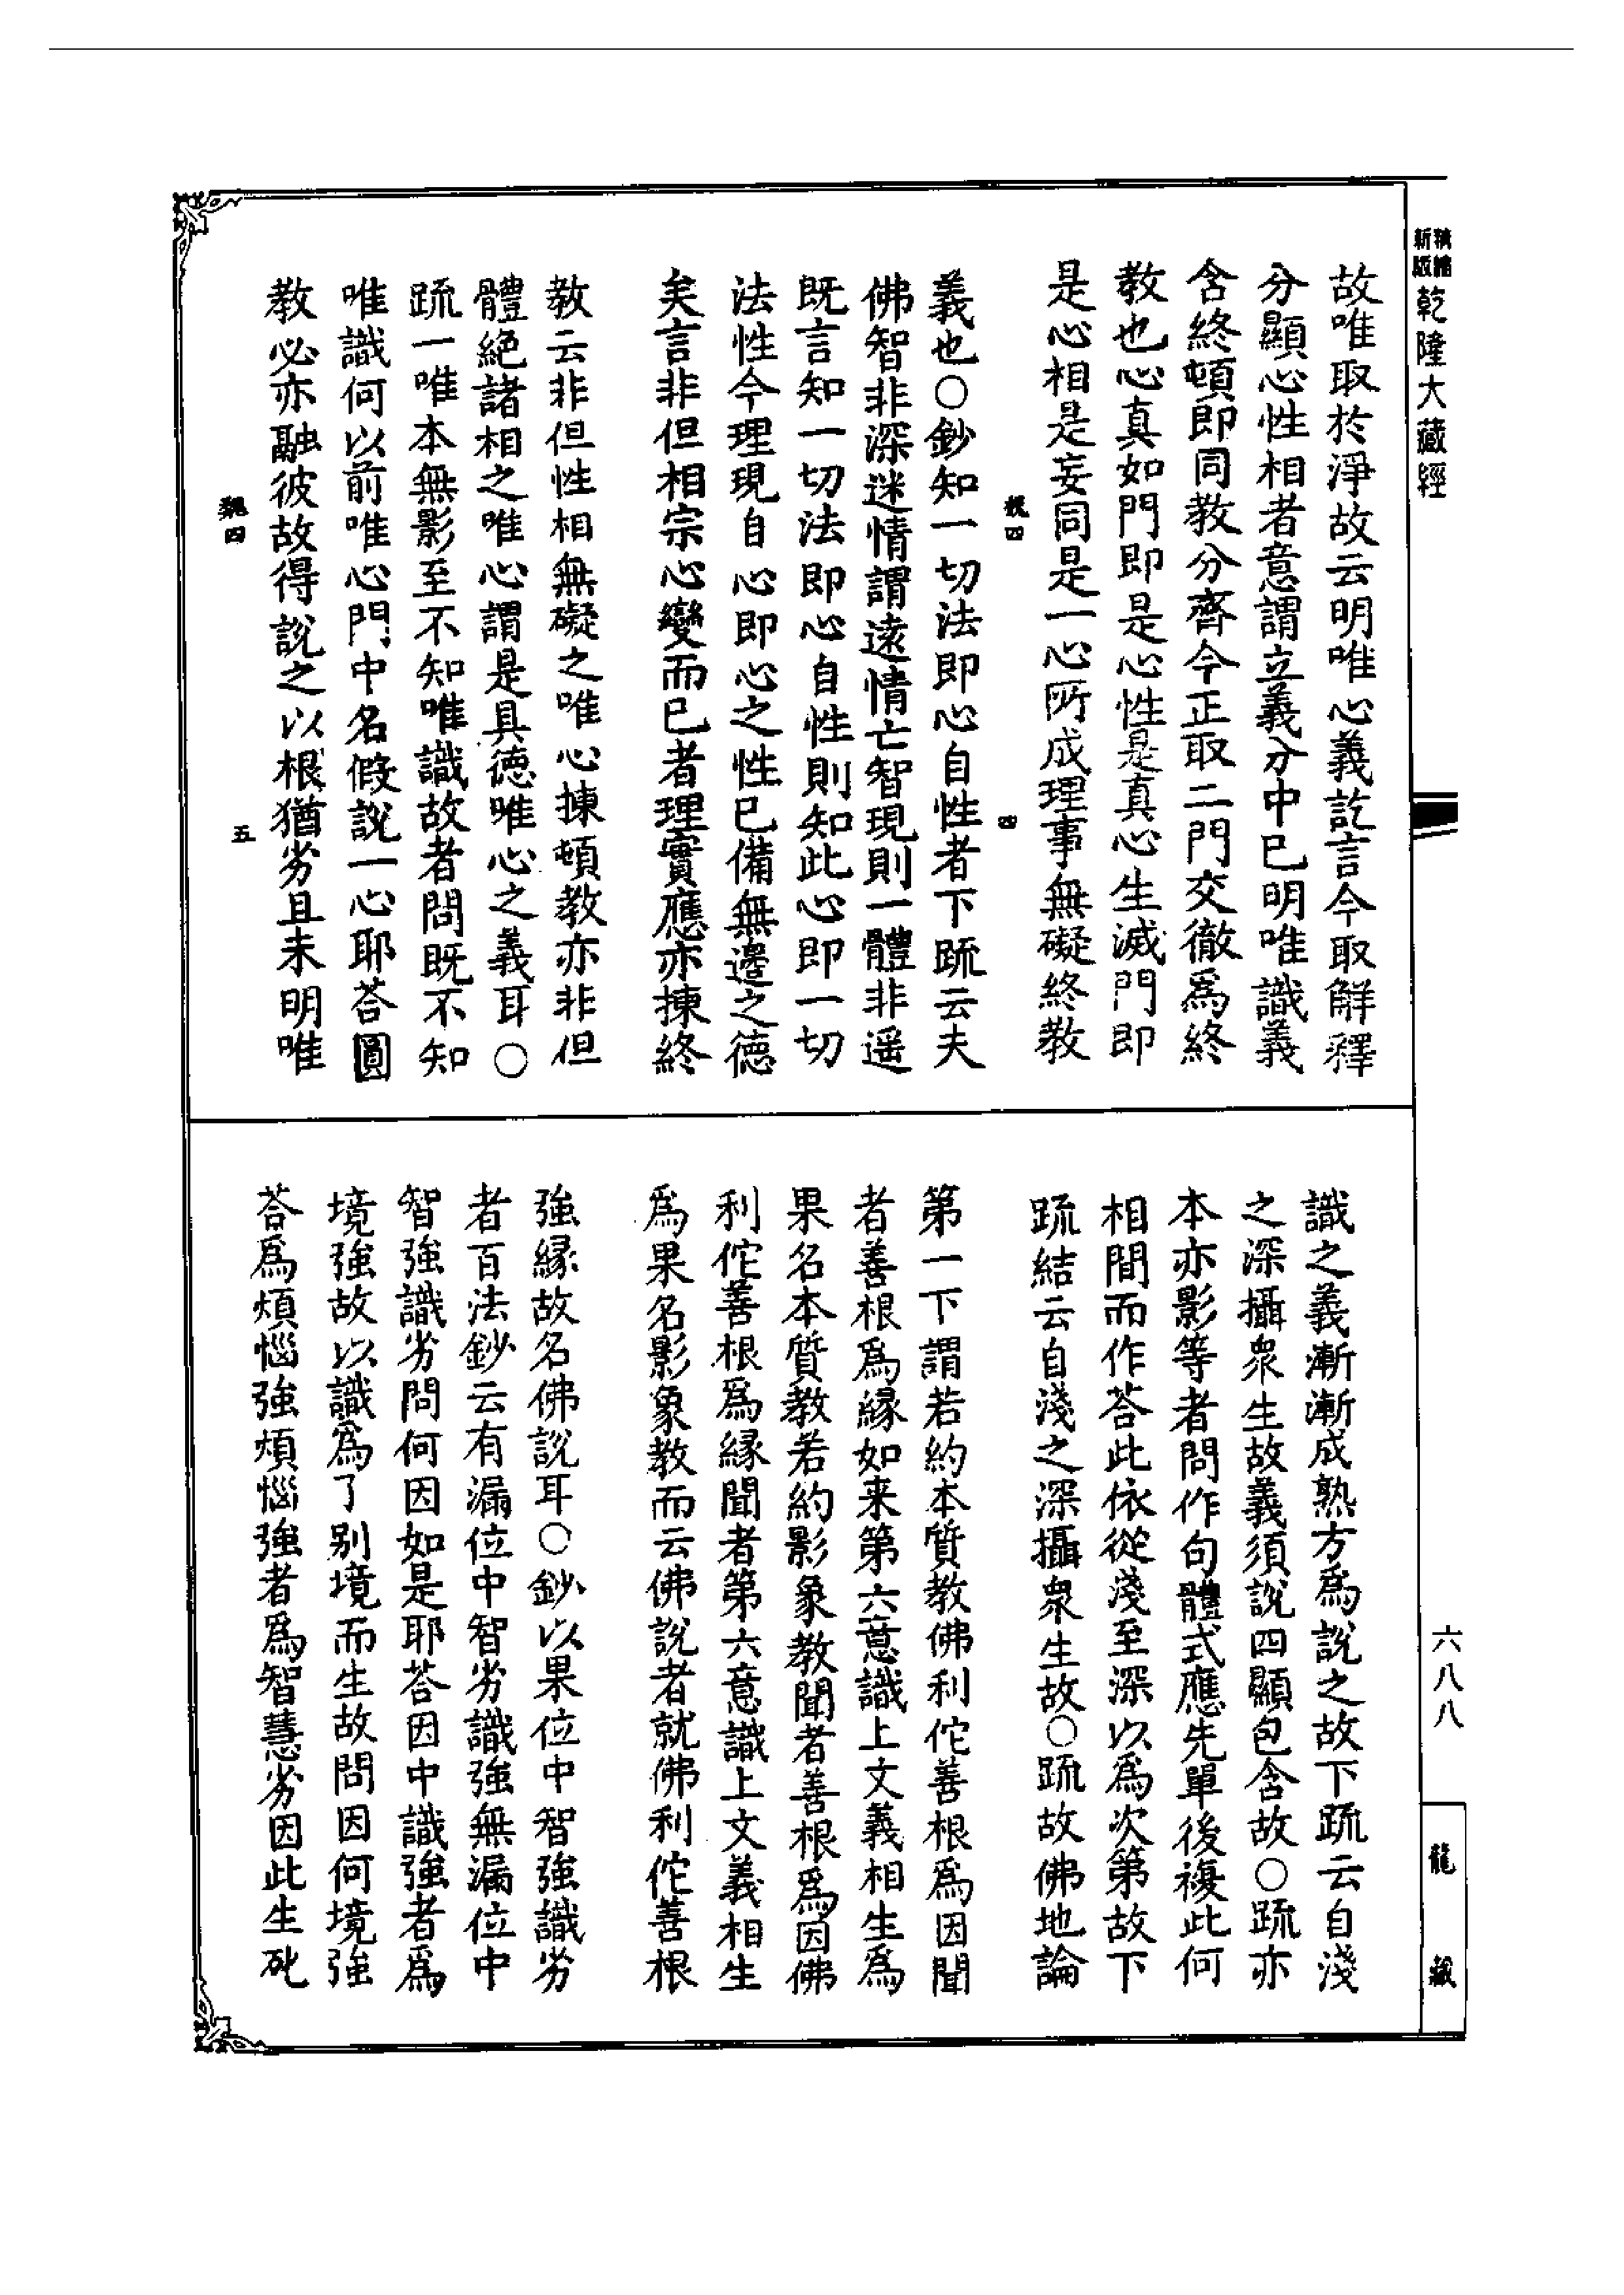 精縮
新版
乾隆大藏經
故唯取於淨故云明唯心義訖言今取解釋
分顯心性相者意謂立義分中已明唯識義
含終頓即同教分齊今正取二門交徹爲終
教也心真如門即是心性是真心生滅門即
是心相是妄同是一心所成理事無礙終教
魏四
四
義也○鈔知一切法即心自性者下䟽云夫
佛智非深迷情謂遠情亡智現則一體非遥
既言知一切法即心自性則知此心即一切
法性今理現自心即心之性已備無邊之德
矣言非但相宗心變而已者理實應亦揀終
教云非但性相無礙之唯心揀頓教亦非但
體絕諸相之唯心謂是具德唯心之義耳○
䟽一唯本無影至不知唯識故者問既不知
唯識何以前唯心門中名假說一心耶荅圓
教必亦融彼故得說之以根猶劣且未明唯
魏四
五
識之義漸漸成熟方爲說之故下䟽云自淺
之深攝衆生故義須說四顯包含故○䟽亦
本亦影等者問作句體式應先單後複此何
相間而作荅此依從淺至深以爲次第故下
䟽結云自淺之深攝衆生故○䟽故佛地論
第一下謂若約本質教佛利佗善根爲因聞
者善根爲緣如来第六意識上文義相生爲
果名本質教若約影象教聞者善根爲因佛
利佗善根爲緣聞者第六意識上文義相生
爲果名影象教而云佛說者就佛利佗善根
強緣故名佛說耳○鈔以果位中智強識劣
者百法鈔云有漏位中智劣識強無漏位中
智強識劣問何因如是耶荅因中識強者爲
境強故以識爲了别境而生故問因何境強
荅爲煩惱強煩惱強者爲智慧劣因此生死
六八八
龍藏